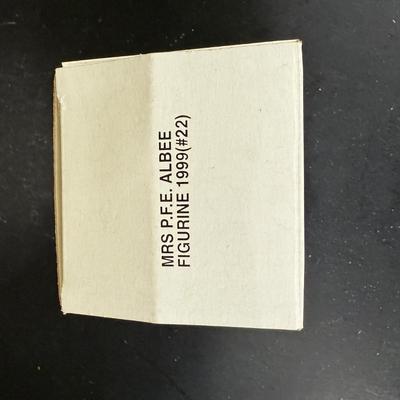 MRS P.F.E. ALBEE
FIGURINE 1999(#22)